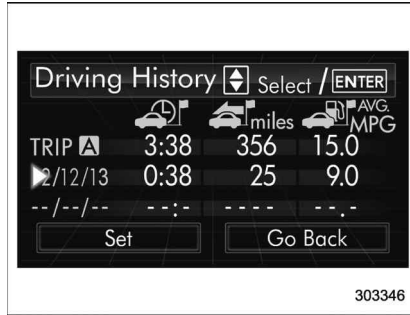 Driving History Select / ENTER
miles AVG. MPG
TRIP A 3:38 356 15.0
2/12/13 0:38 25 9.0
--/--/-- --:- ---- --.-
Set Go Back
303346